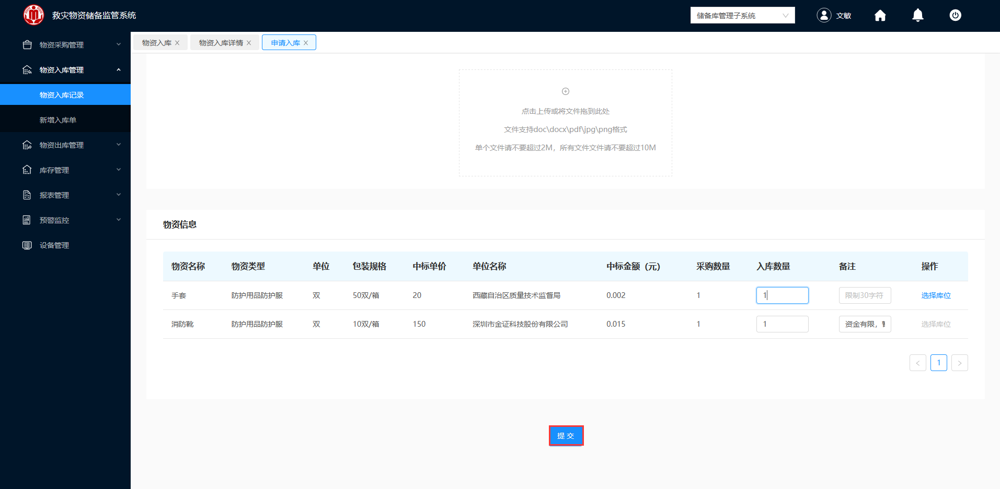 救灾物资储备监管系统
储备库管理子系统
文敏
物资采购管理
物资入库管理
物资入库记录
新增入库单
物资出库管理
库存管理
报表管理
预警监控
设备管理
物资入库
物资入库详情
申请入库
点击上传或将文件拖到此处
文件支持doc\docx\pdf\jpg\png格式
单个文件请不要超过2M，所有文件文件请不要超过10M
物资信息
物资名称 物资类型 单位 包装规格 中标单价 单位名称 中标金额（元） 采购数量 入库数量 备注 操作
手套 防护用品防护服 双 50双/箱 20 西藏自治区质量技术监督局 0.002 1 1 限制30字符 选择库位
消防靴 防护用品防护服 双 10双/箱 150 深圳市金证科技股份有限公司 0.015 1 1 资金有限， 选择库位
< 1 >
提 交